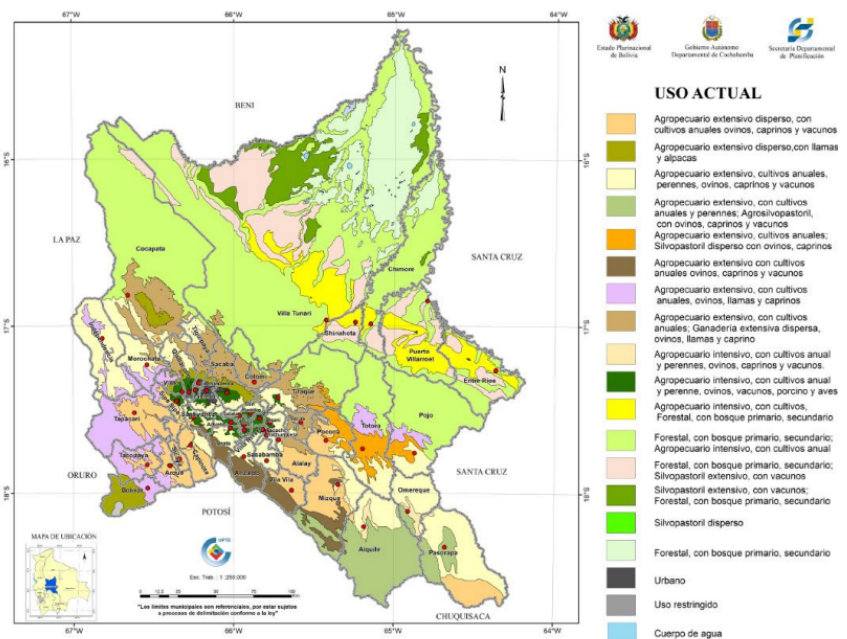 67°W 66°W 65°W 64°W
Estado Plurinacional
de Bolivia
Gobierno Autónomo
Departamental de Cochabamba
Secretaría Departamental
de Planificación
N
BENI
USO ACTUAL
Agropecuario extensivo disperso, con
cultivos anuales ovinos, caprinos y vacunos
Agropecuario extensivo disperso,con llamas
y alpacas
Agropecuario extensivo, cultivos anuales,
perennes, ovinos, caprinos y vacunos
Agropecuario extensivo, con cultivos
anuales y perennes; Agrosilvopastoril,
con ovinos, caprinos y vacunos
Agropecuario extensivo, cultivos anuales;
Silvopastoril disperso con ovinos, caprinos
Agropecuario extensivo, con cultivos
anuales ovinos, caprinos y vacunos
Agropecuario extensivo, con cultivos
anuales, ovinos, llamas y caprinos
Agropecuario extensivo, con cultivos
anuales; Ganadería extensiva dispersa,
ovinos, llamas y caprino
Agropecuario intensivo, con cultivos anual
y perennes, ovinos, caprinos y vacunos.
Agropecuario intensivo, con cultivos anual
y perenne, ovinos, vacunos, porcino y aves
Agropecuario intensivo, con cultivos,
Forestal, con bosque primario, secundario
Forestal, con bosque primario, secundario;
Agropecuario intensivo, con cultivo anual
Forestal, con bosque primario, secundario;
Silvopastoril extensivo, con vacunos
Silvopastoril extensivo, con vacunos;
Forestal, con bosque primario, secundario
Silvopastoril disperso
Forestal, con bosque primario, secundario
Urbano
Uso restringido
Cuerpo de agua
16°S 16°S
LA PAZ
Cocapata
SANTA CRUZ
Chimoré
17°S 17°S
Villa Tunari
Shinahota
Puerto
Villarroel
Entre Ríos
Morochata
Sacaba
Colomi
Tiraque
Tapacarí
Pojo
Totora
Pocona
Tacopaya
Arque
Sacabamba
Alalay
SANTA CRUZ
ORURO
18°S 18°S
Bolívar
Anzaldo
Vila Vila
Mizque
Omereque
POTOSÍ
Aiquile
Pasorapa
MAPA DE UBICACIÓN
Esc. Trab. : 1 :250.000
"Los límites municipales son referenciales, por estar sujetos
a procesos de delimitación conforme a la ley"
CHUQUISACA
67°W 66°W 65°W 64°W